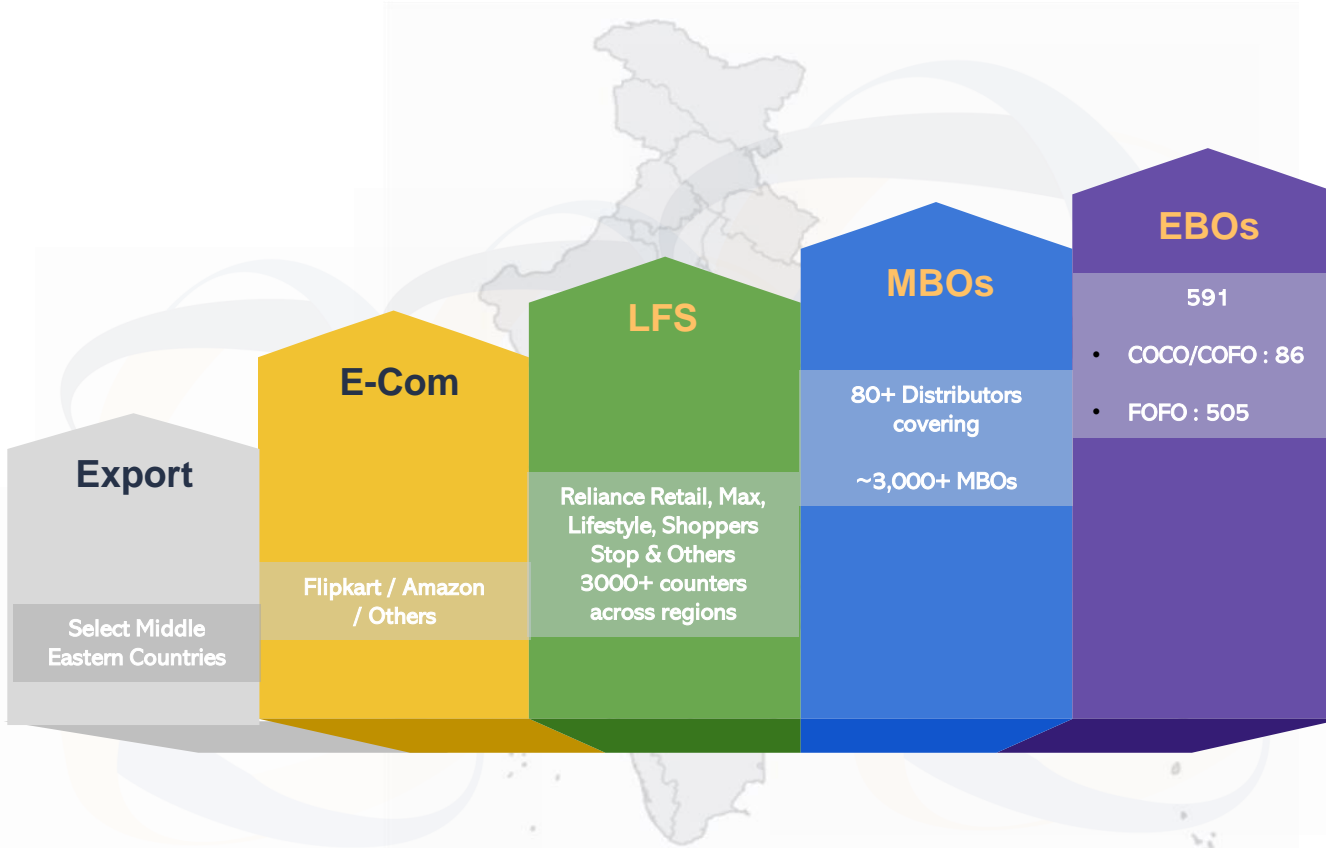 Export
Select Middle
Eastern Countries
E-Com
Flipkart / Amazon
/ Others
LFS
Reliance Retail, Max,
Lifestyle, Shoppers
Stop & Others
3000+ counters
across regions
MBOs
80+ Distributors
covering
~3,000+ MBOs
EBOs
591
• COCO/COFO : 86
• FOFO : 505